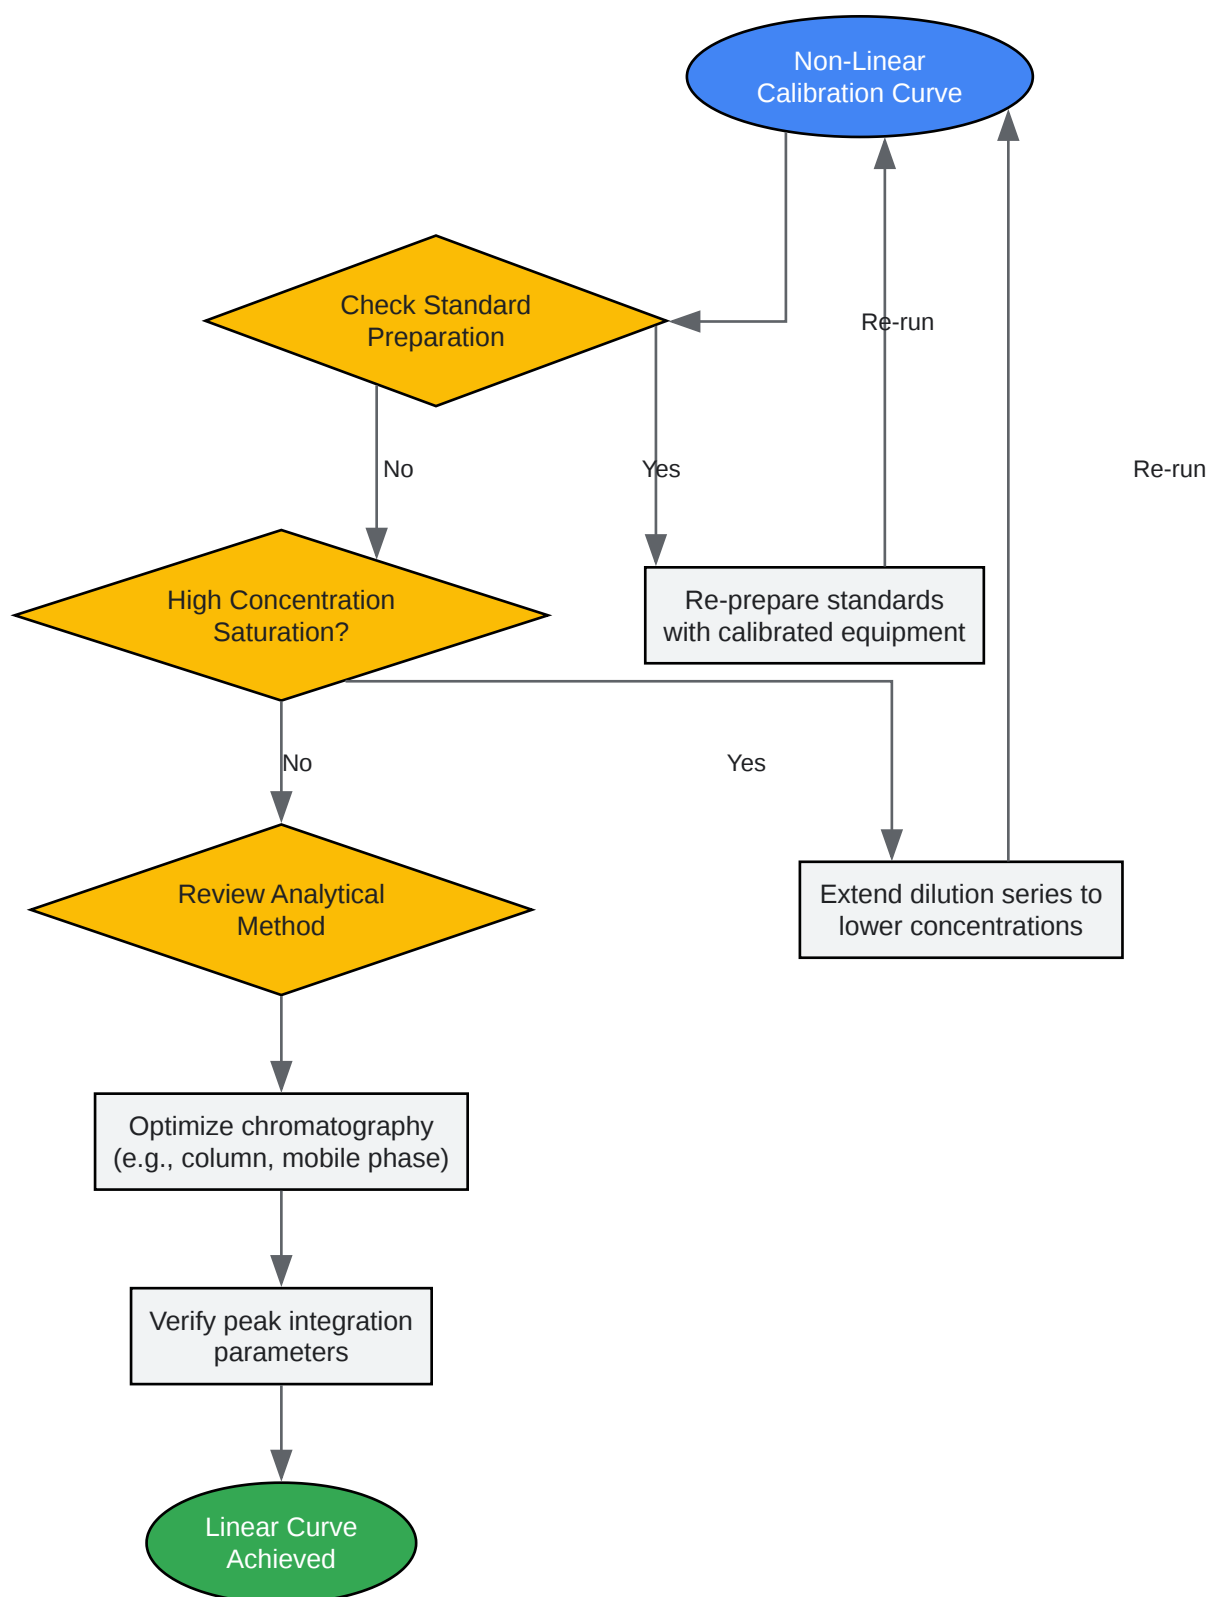 Non-Linear
Calibration Curve
Check Standard
Preparation
Re-run
No
Yes
Re-run
High Concentration
Saturation?
Re-prepare standards
with calibrated equipment
No
Yes
Review Analytical
Method
Extend dilution series to
lower concentrations
Optimize chromatography
(e.g., column, mobile phase)
Verify peak integration
parameters
Linear Curve
Achieved